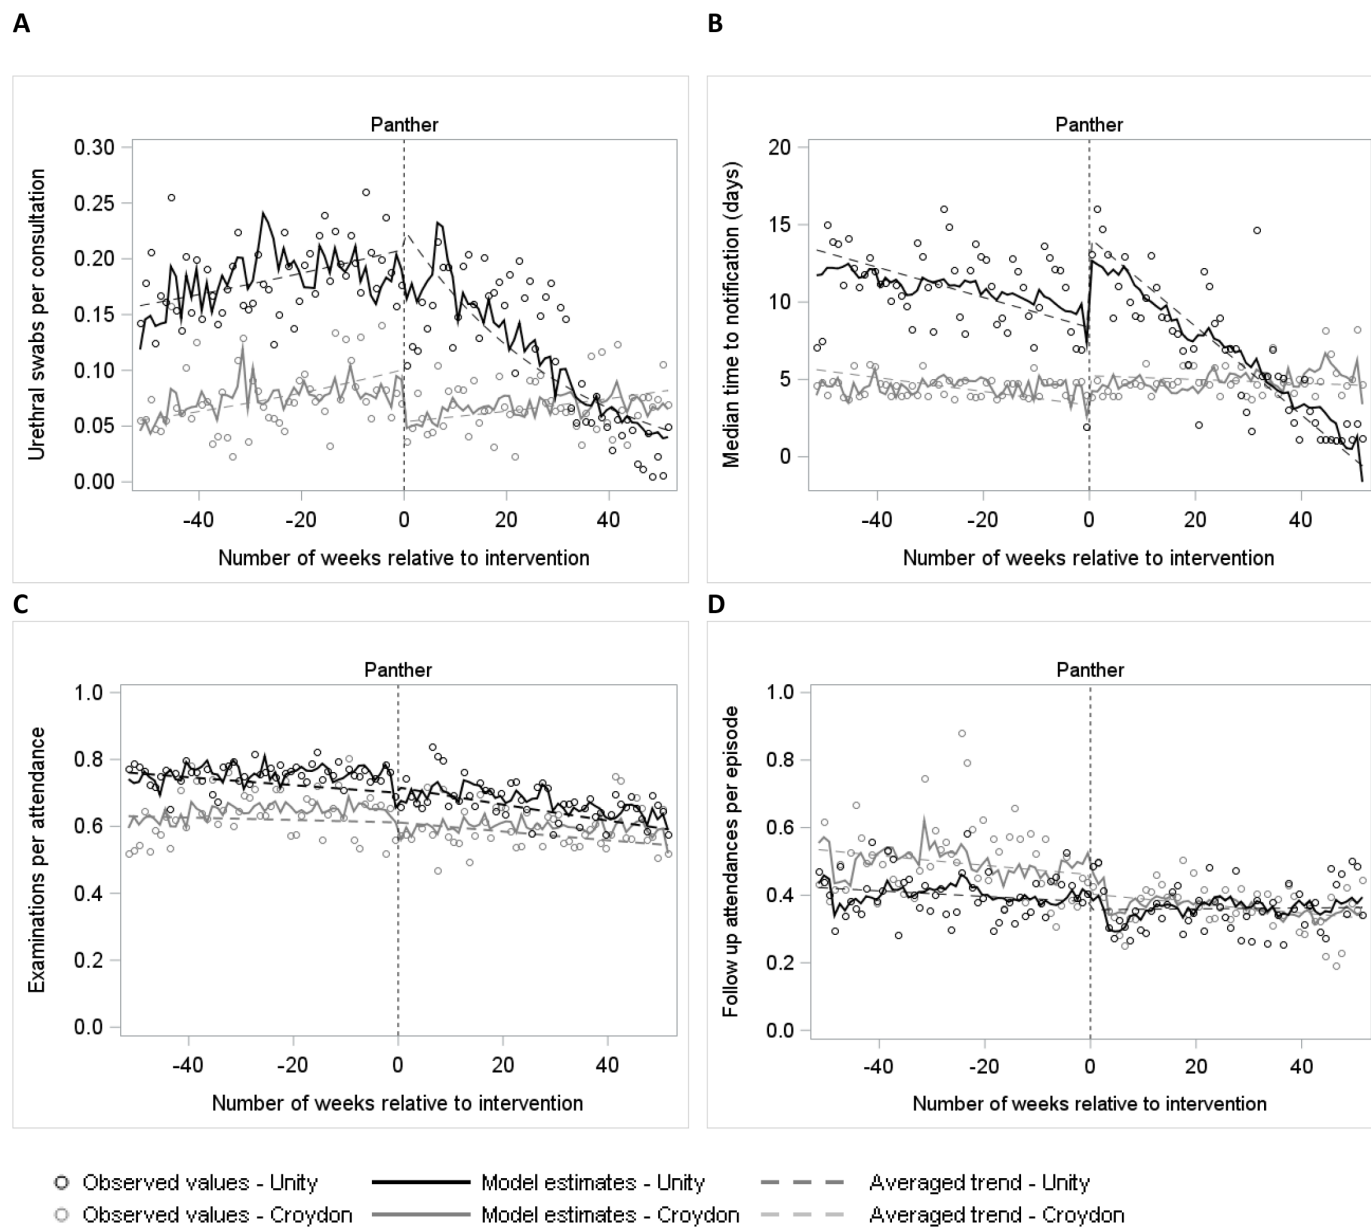 A
B
Panther
Urethral swabs per consultation
0.30
0.25
0.20
0.15
0.10
0.05
0.00
-40 -20 0 20 40
Number of weeks relative to intervention
Panther
Median time to notification (days)
20
15
10
5
0
-40 -20 0 20 40
Number of weeks relative to intervention
C
D
Panther
Examinations per attendance
1.0
0.8
0.6
0.4
0.2
0.0
-40 -20 0 20 40
Number of weeks relative to intervention
Panther
Follow up attendances per episode
1.0
0.8
0.6
0.4
0.2
0.0
-40 -20 0 20 40
Number of weeks relative to intervention
Observed values - Unity Model estimates - Unity Averaged trend - Unity
Observed values - Croydon Model estimates - Croydon Averaged trend - Croydon